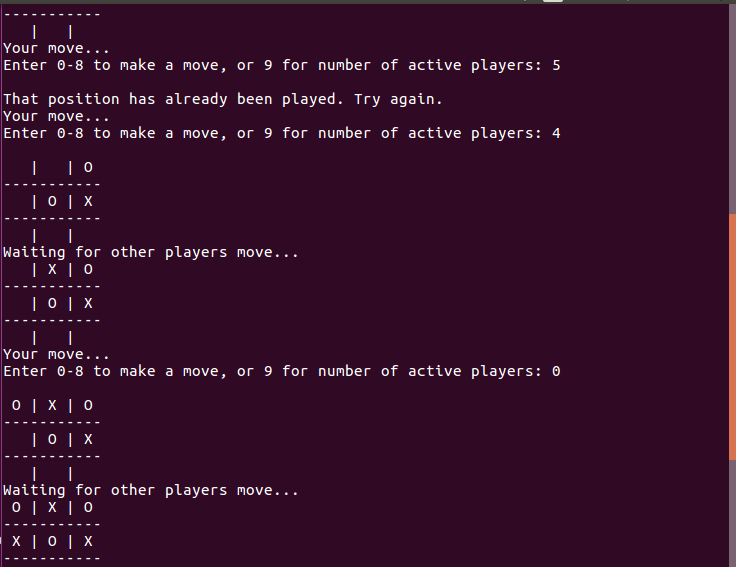 -----------
   |   |
Your move...
Enter 0-8 to make a move, or 9 for number of active players: 5

That position has already been played. Try again.
Your move...
Enter 0-8 to make a move, or 9 for number of active players: 4

   |   | O
-----------
   | O | X
-----------
   |   |
Waiting for other players move...
   | X | O
-----------
   | O | X
-----------
   |   |
Your move...
Enter 0-8 to make a move, or 9 for number of active players: 0

 O | X | O
-----------
   | O | X
-----------
   |   |
Waiting for other players move...
 O | X | O
-----------
 X | O | X
-----------